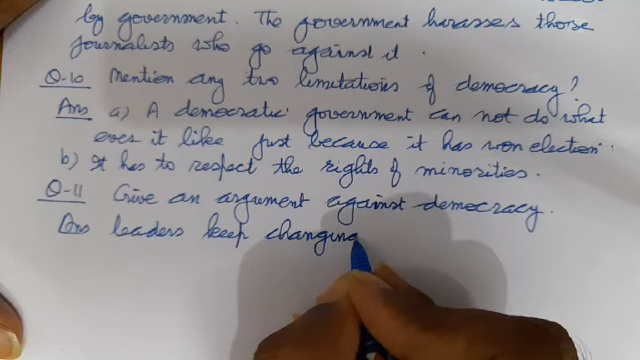 by government. The government harasses those
journalists who go against it.
Q-10 Mention any two limitations of democracy?
Ans a) A democratic government can not do what
ever it like just because it has won election.
b) It has to respect the rights of minorities.
Q-11 Give an argument against democracy.
Ans leaders keep changing